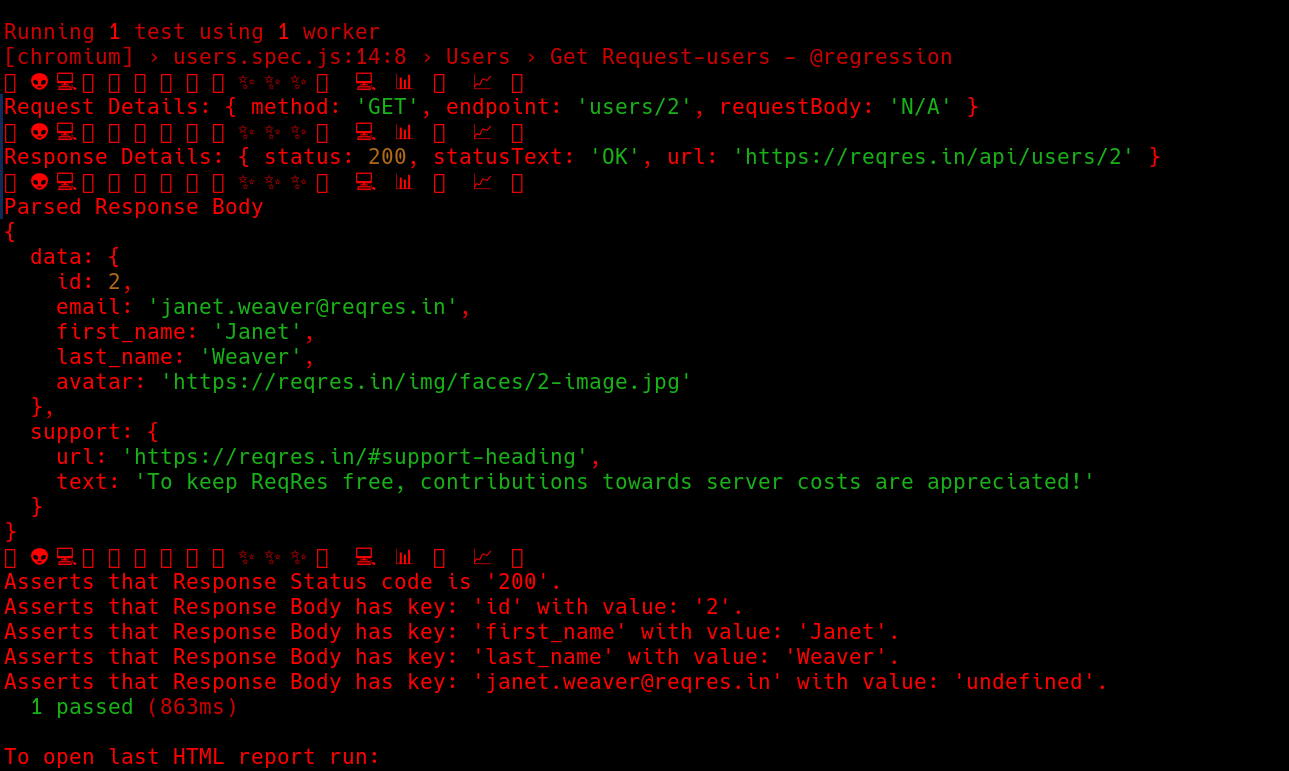 Running 1 test using 1 worker
[chromium] › users.spec.js:14:8 › Users › Get Request-users - @regression
▯ 👽💻▯ ▯ ▯ ▯ ▯ ▯ ✨ ✨ ✨ ▯  💻 📊 ▯  📈 ▯
Request Details: { method: 'GET', endpoint: 'users/2', requestBody: 'N/A' }
▯ 👽💻▯ ▯ ▯ ▯ ▯ ▯ ✨ ✨ ✨ ▯  💻 📊 ▯  📈 ▯
Response Details: { status: 200, statusText: 'OK', url: 'https://reqres.in/api/users/2' }
▯ 👽💻▯ ▯ ▯ ▯ ▯ ▯ ✨ ✨ ✨ ▯  💻 📊 ▯  📈 ▯
Parsed Response Body
{
  data: {
    id: 2,
    email: 'janet.weaver@reqres.in',
    first_name: 'Janet',
    last_name: 'Weaver',
    avatar: 'https://reqres.in/img/faces/2-image.jpg'
  },
  support: {
    url: 'https://reqres.in/#support-heading',
    text: 'To keep ReqRes free, contributions towards server costs are appreciated!'
  }
}
▯ 👽💻▯ ▯ ▯ ▯ ▯ ▯ ✨ ✨ ✨ ▯  💻 📊 ▯  📈 ▯
Asserts that Response Status code is '200'.
Asserts that Response Body has key: 'id' with value: '2'.
Asserts that Response Body has key: 'first_name' with value: 'Janet'.
Asserts that Response Body has key: 'last_name' with value: 'Weaver'.
Asserts that Response Body has key: 'janet.weaver@reqres.in' with value: 'undefined'.
  1 passed (863ms)
To open last HTML report run: